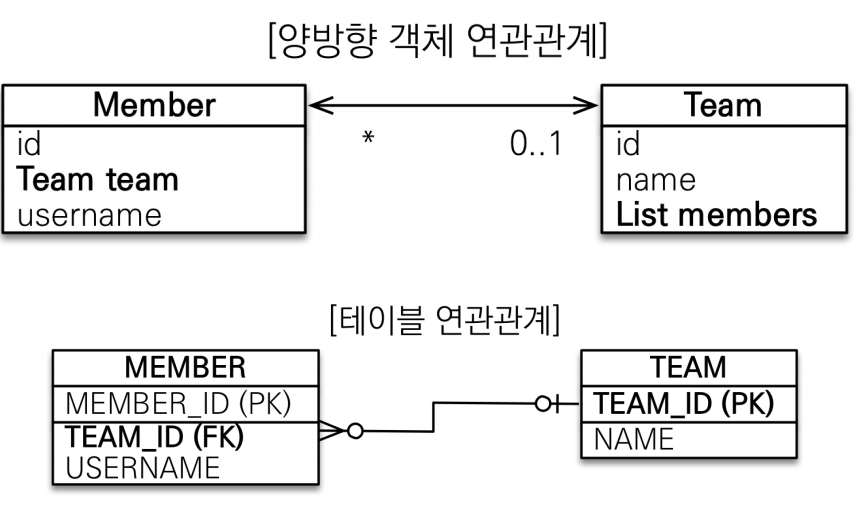 [양방향 객체 연관관계]
Member
id
Team team
username
* 0..1
Team
id
name
List members
[테이블 연관관계]
MEMBER
MEMBER_ID (PK)
TEAM_ID (FK)
USERNAME
TEAM
TEAM_ID (PK)
NAME